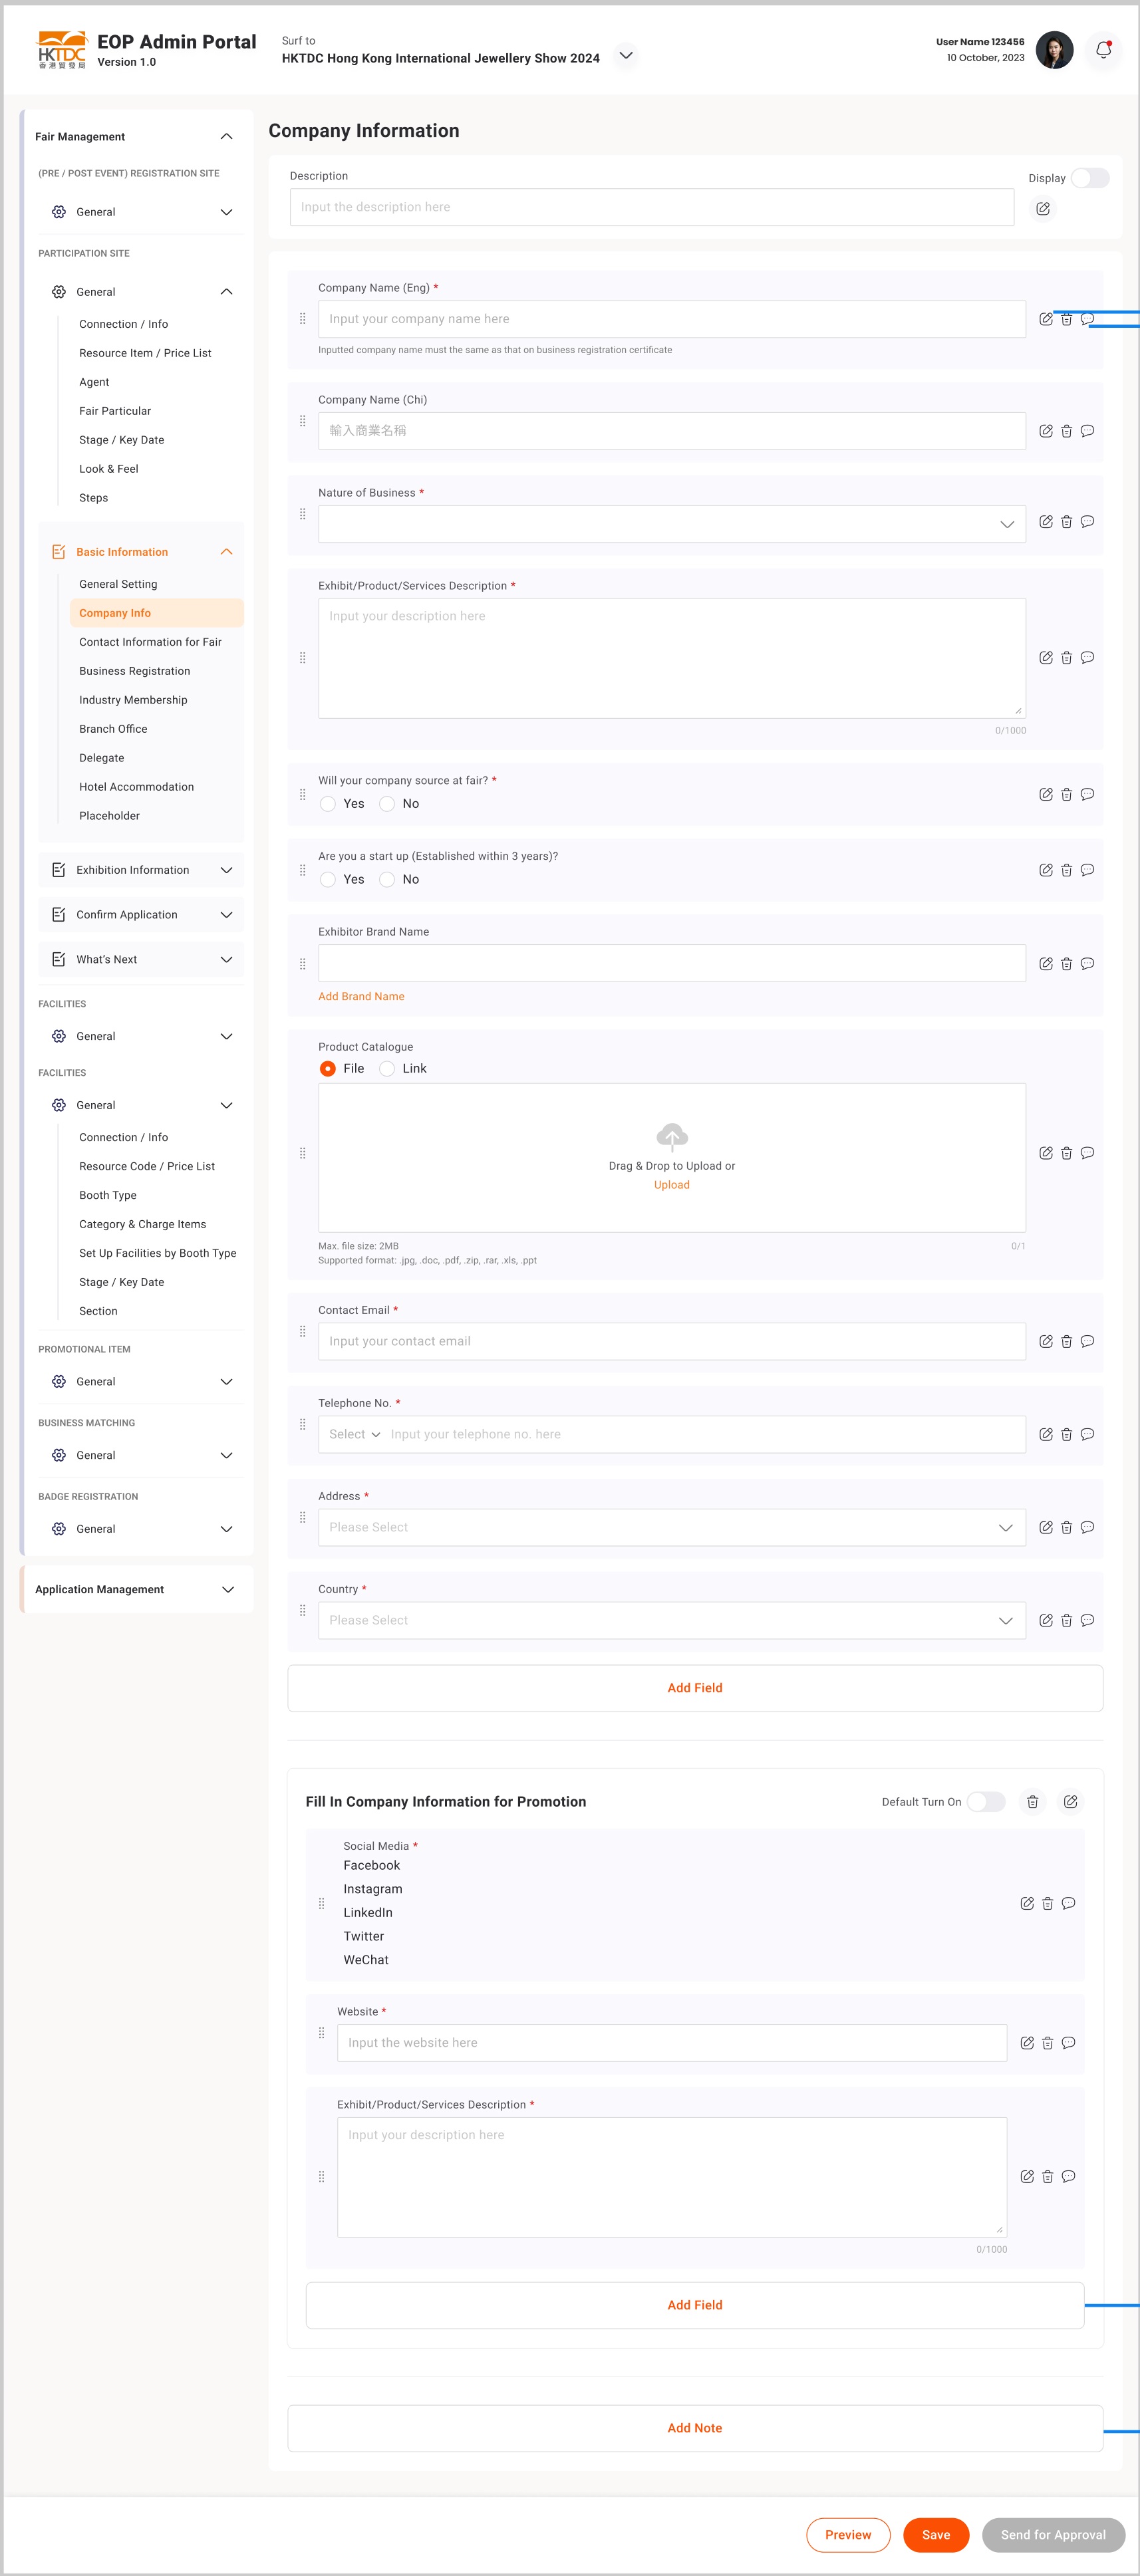 HKTDC
香港貿發局
EOP Admin Portal
Version 1.0
Surf to
HKTDC Hong Kong International Jewellery Show 2024
User Name 123456
10 October, 2023
Fair Management
(PRE / POST EVENT) REGISTRATION SITE
General
PARTICIPATION SITE
General
Connection / Info
Resource Item / Price List
Agent
Fair Particular
Stage / Key Date
Look & Feel
Steps
Basic Information
General Setting
Company Info
Contact Information for Fair
Business Registration
Industry Membership
Branch Office
Delegate
Hotel Accommodation
Placeholder
Exhibition Information
Confirm Application
What's Next
FACILITIES
General
FACILITIES
General
Connection / Info
Resource Code / Price List
Booth Type
Category & Charge Items
Set Up Facilities by Booth Type
Stage / Key Date
Section
PROMOTIONAL ITEM
General
BUSINESS MATCHING
General
BADGE REGISTRATION
General
Application Management
Company Information
Description
Display
Input the description here
Company Name (Eng) *
Input your company name here
Inputted company name must the same as that on business registration certificate
Company Name (Chi)
輸入商業名稱
Nature of Business *
Exhibit/Product/Services Description *
Input your description here
0/1000
Will your company source at fair? *
Yes No
Are you a start up (Established within 3 years)?
Yes No
Exhibitor Brand Name
Add Brand Name
Product Catalogue
File Link
Drag & Drop to Upload or
Upload
Max. file size: 2MB
0/1
Supported format: .jpg, .doc, .pdf, .zip, .rar, .xls, .ppt
Contact Email *
Input your contact email
Telephone No. *
Select Input your telephone no. here
Address *
Please Select
Country *
Please Select
Add Field
Fill In Company Information for Promotion
Default Turn On
Social Media *
Facebook
Instagram
LinkedIn
Twitter
WeChat
Website *
Input the website here
Exhibit/Product/Services Description *
Input your description here
0/1000
Add Field
Add Note
Preview
Save
Send for Approval